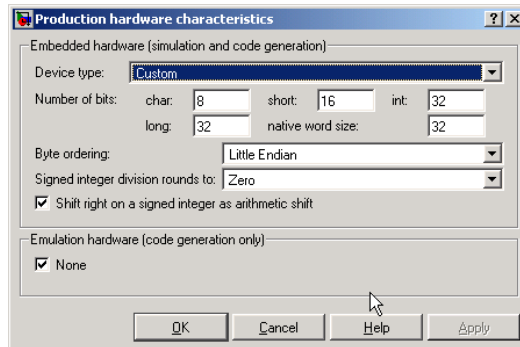 Production hardware characteristics
Embedded hardware (simulation and code generation)
Device type: Custom
Number of bits: char: 8 short: 16 int: 32
long: 32 native word size: 32
Byte ordering: Little Endian
Signed integer division rounds to: Zero
Shift right on a signed integer as arithmetic shift
Emulation hardware (code generation only)
None
OK Cancel Help Apply